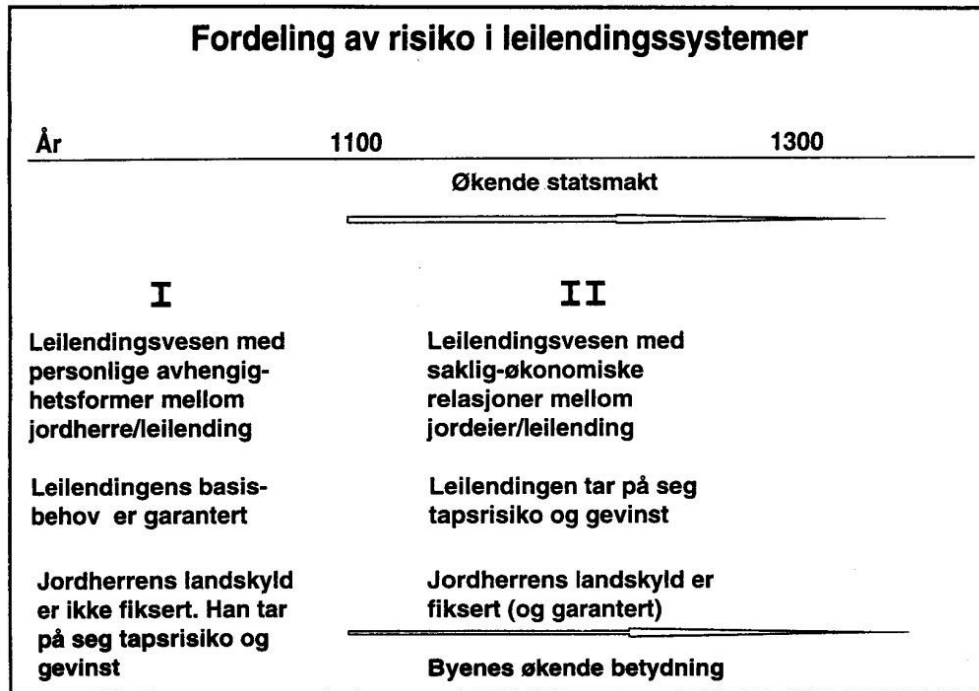 Fordeling av risiko i leilendingssystemer
År 1100 1300
Økende statsmakt
I
Leilendingsvesen med
personlige avhengig-
hetsformer mellom
jordherre/leilending
Leilendingens basis-
behov er garantert
Jordherrens landskyld
er ikke fiksert. Han tar
på seg tapsrisiko og
gevinst
II
Leilendingsvesen med
saklig-økonomiske
relasjoner mellom
jordeier/leilending
Leilendingen tar på seg
tapsrisiko og gevinst
Jordherrens landskyld er
fiksert (og garantert)
Byenes økende betydning